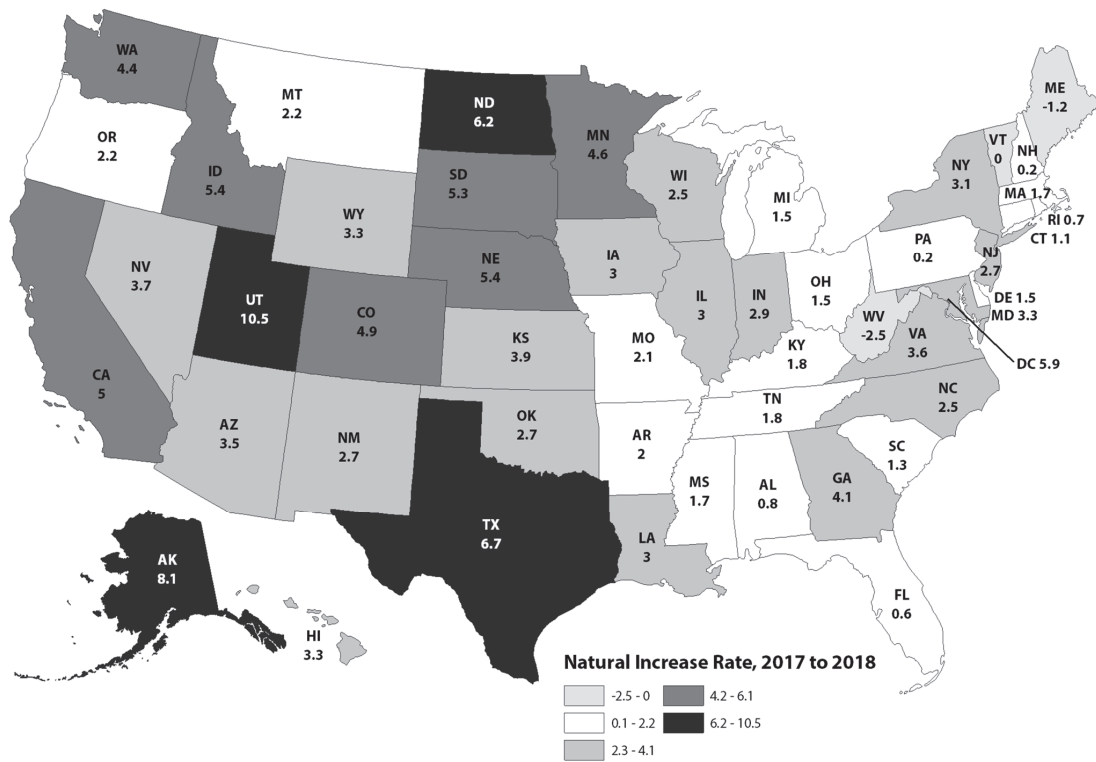 WA
4.4
MT
2.2
ND
6.2
MN
4.6
ME
-1.2
VT
0
NH
0.2
OR
2.2
ID
5.4
SD
5.3
WI
2.5
NY
3.1
MA 1.7
MI
1.5
RI 0.7
CT 1.1
WY
3.3
PA
0.2
NJ
2.7
NE
5.4
IA
3
NV
3.7
UT
10.5
CO
4.9
IL
3
IN
2.9
OH
1.5
DE 1.5
MD 3.3
WV
-2.5
VA
3.6
DC 5.9
KS
3.9
MO
2.1
KY
1.8
CA
5
NC
2.5
TN
1.8
AZ
3.5
NM
2.7
OK
2.7
AR
2
SC
1.3
MS
1.7
AL
0.8
GA
4.1
TX
6.7
LA
3
AK
8.1
FL
0.6
HI
3.3
Natural Increase Rate, 2017 to 2018
-2.5 - 0
4.2 - 6.1
0.1 - 2.2
6.2 - 10.5
2.3 - 4.1